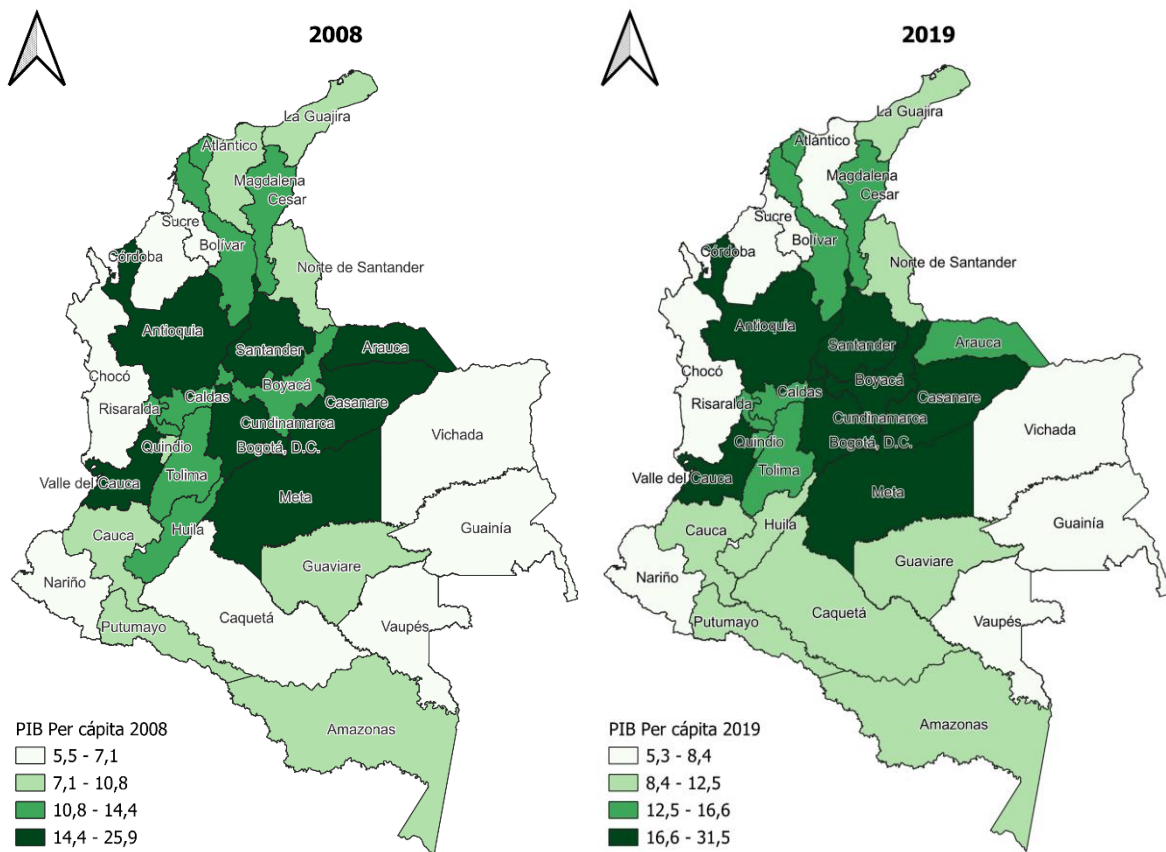 2008
La Guajira
Atlántico
Magdalena
Cesar
Sucre
Bolívar
Córdoba
Norte de Santander
Antioquia
Santander
Arauca
Chocó
Boyacá
Caldas
Casanare
Risaralda
Cundinamarca
Quindio
Bogotá, D.C.
Vichada
Tolima
Valle del Cauca
Meta
Guainía
Huila
Cauca
Guaviare
Nariño
Caquetá
Vaupés
Putumayo
Amazonas
PIB Per cápita 2008
5,5 - 7,1
7,1 - 10,8
10,8 - 14,4
14,4 - 25,9
2019
La Guajira
Atlántico
Magdalena
Cesar
Sucre
Bolívar
Córdoba
Norte de Santander
Antioquia
Santander
Arauca
Chocó
Boyacá
Caldas
Casanare
Risaralda
Cundinamarca
Vichada
Quindio
Bogotá, D.C.
Tolima
Valle del Cauca
Meta
Guainía
Cauca
Huila
Guaviare
Nariño
Caquetá
Vaupés
Putumayo
Amazonas
PIB Per cápita 2019
5,3 - 8,4
8,4 - 12,5
12,5 - 16,6
16,6 - 31,5